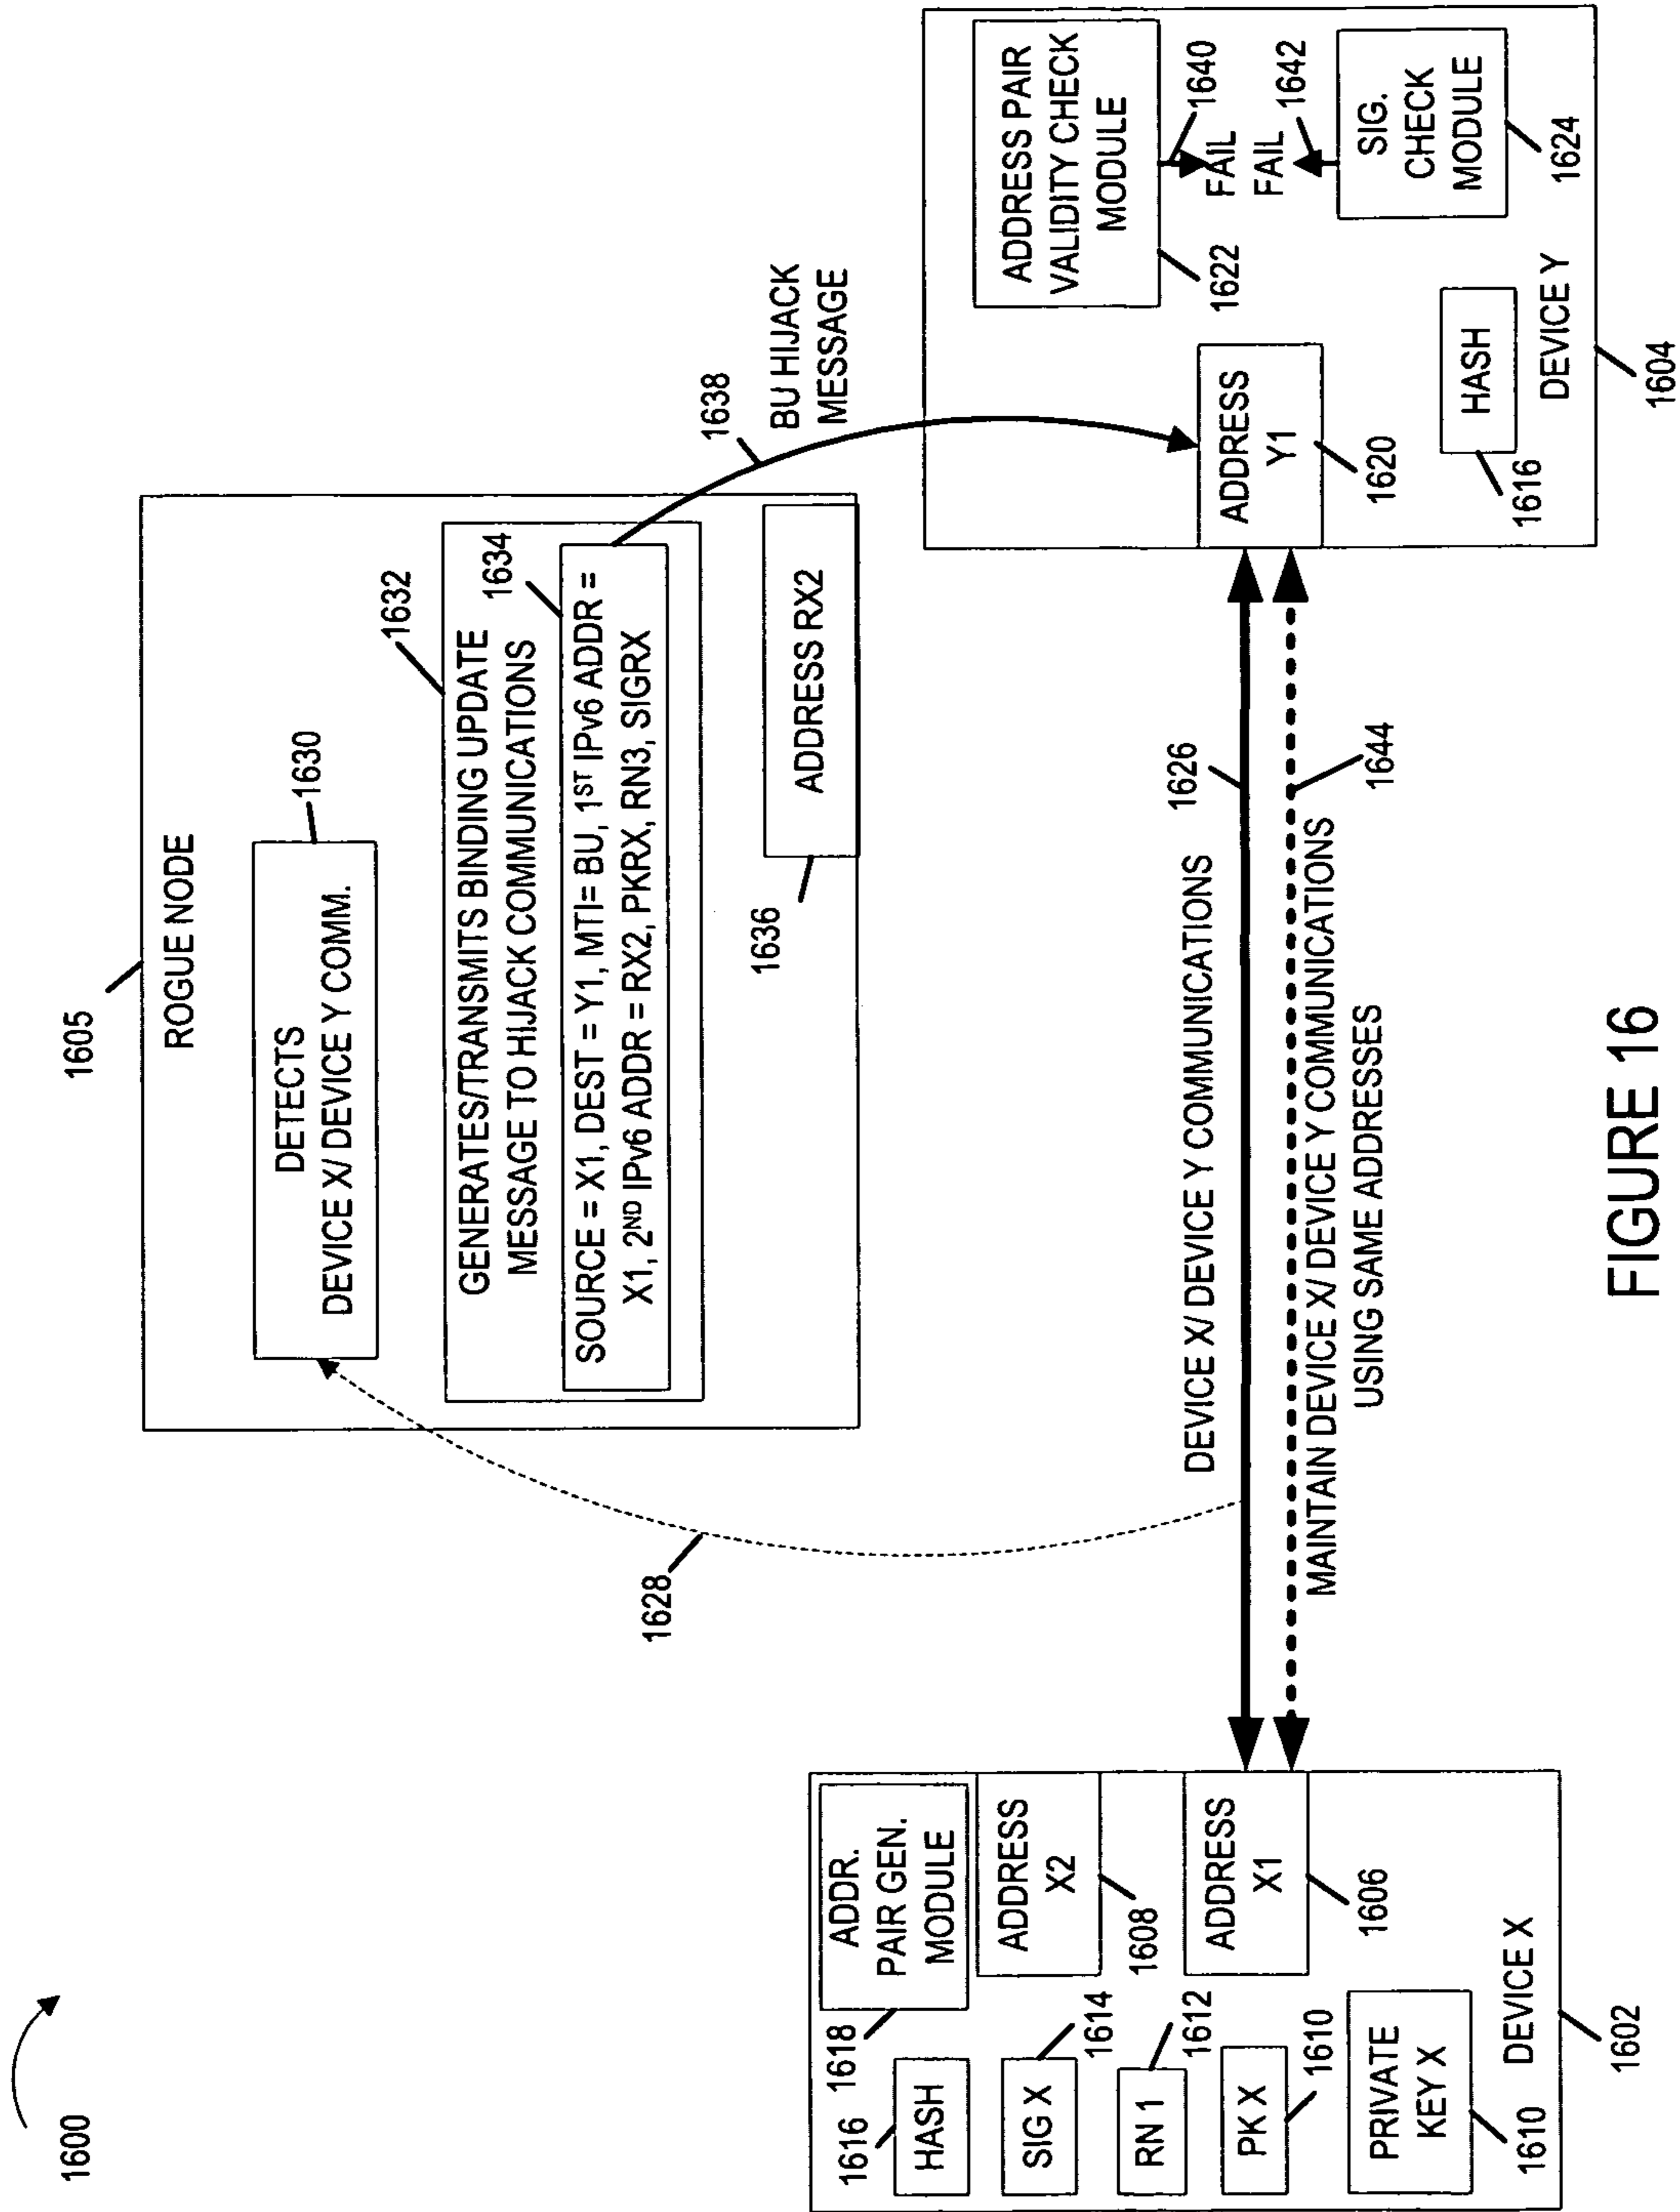 1600
1605
ROGUE NODE
DETECTS
DEVICE X/ DEVICE Y COMM.
1630
GENERATES/TRANSMITS BINDING UPDATE
MESSAGE TO HIJACK COMMUNICATIONS
1632
1634
SOURCE = X1, DEST = Y1, MTI= BU, 1ST IPv6 ADDR =
X1, 2ND IPv6 ADDR = RX2, PKRX, RN3, SIGRX
ADDRESS RX2
1636
1638
BU HIJACK
MESSAGE
1628
1616
HASH
1618
ADDR.
PAIR GEN.
MODULE
SIG X
1614
ADDRESS
X2
1608
RN 1
1612
PK X
1610
ADDRESS
X1
1606
PRIVATE
KEY X
1610
DEVICE X
1602
DEVICE X/ DEVICE Y COMMUNICATIONS
1626
MAINTAIN DEVICE X/ DEVICE Y COMMUNICATIONS
USING SAME ADDRESSES
1644
ADDRESS PAIR
VALIDITY CHECK
MODULE
1622
1640
FAIL
FAIL
1642
SIG.
CHECK
MODULE
1624
ADDRESS
Y1
1620
HASH
1616
DEVICE Y
1604
FIGURE 16